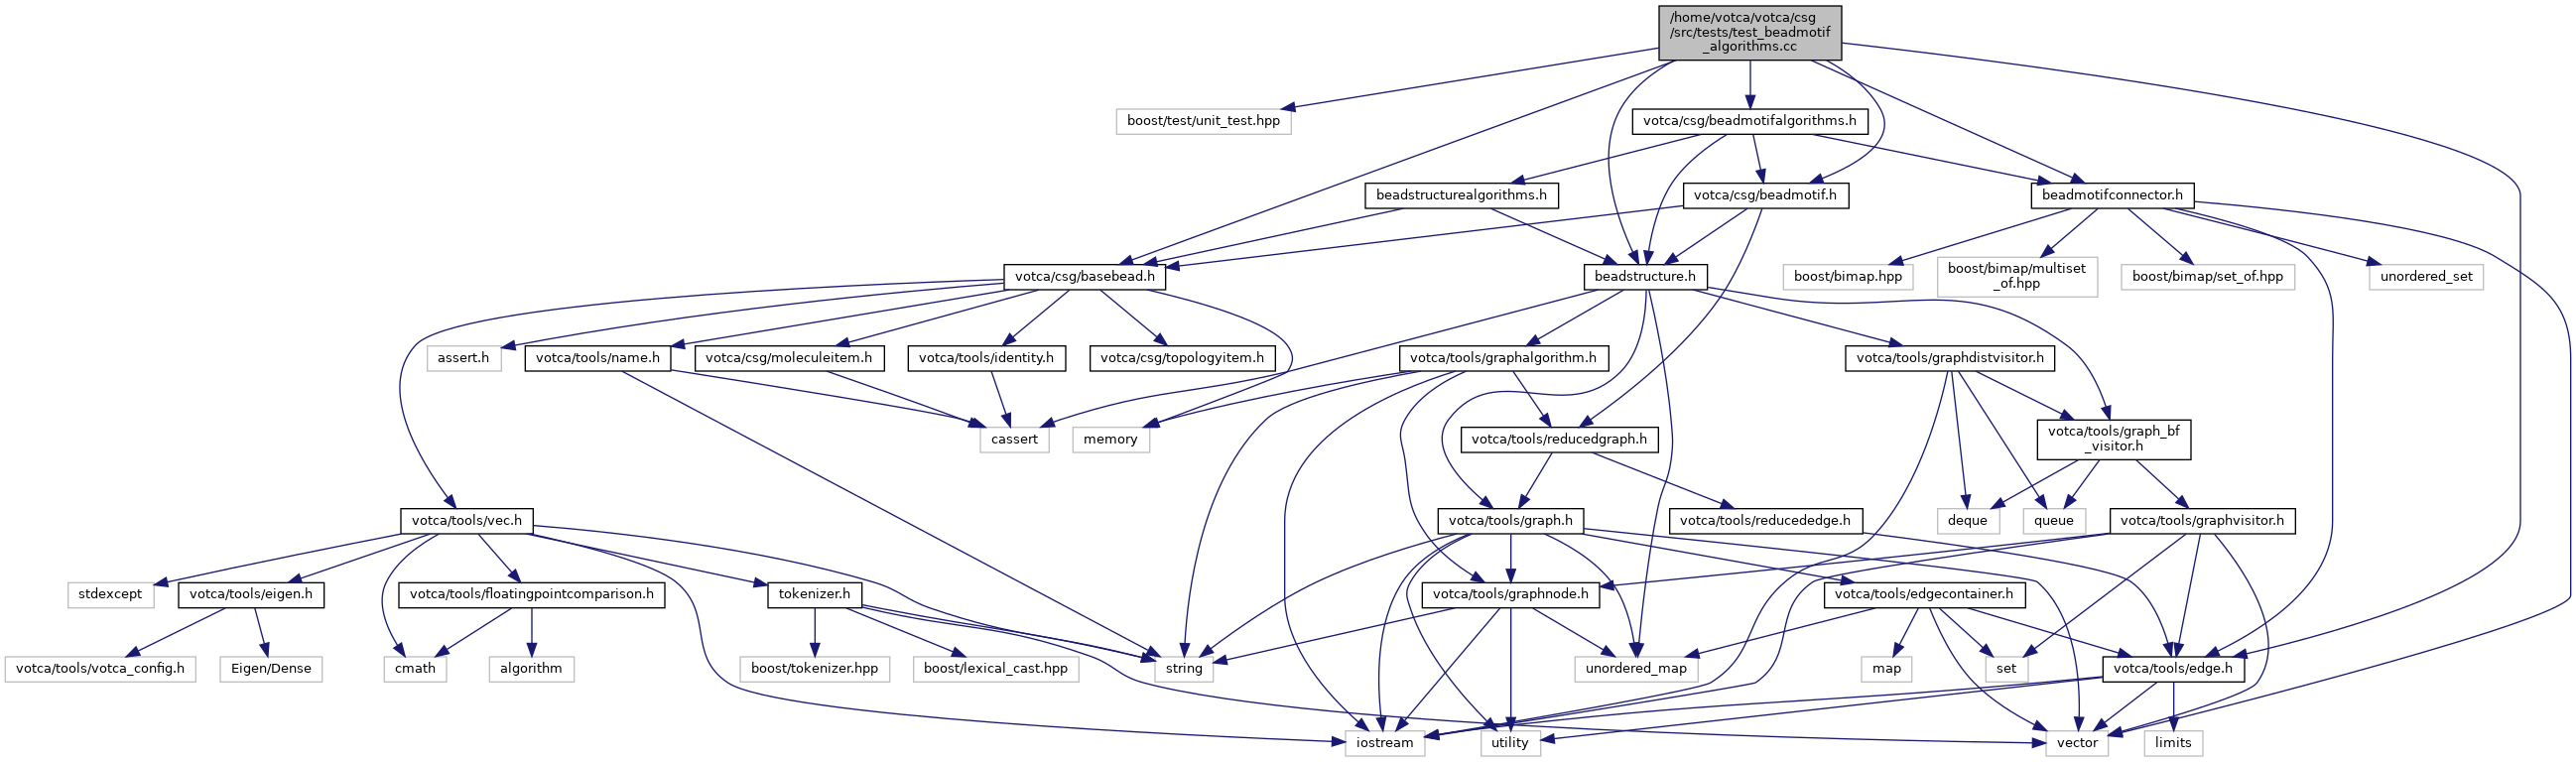 /home/votca/votca/csg
/src/tests/test_beadmotif
_algorithms.cc
boost/test/unit_test.hpp
votca/csg/beadmotifalgorithms.h
beadstructurealgorithms.h
votca/csg/beadmotif.h
beadmotifconnector.h
votca/csg/basebead.h
beadstructure.h
boost/bimap.hpp
boost/bimap/multiset
_of.hpp
boost/bimap/set_of.hpp
unordered_set
assert.h
votca/tools/name.h
votca/csg/moleculeitem.h
votca/tools/identity.h
votca/csg/topologyitem.h
votca/tools/graphalgorithm.h
votca/tools/graphdistvisitor.h
cassert
memory
votca/tools/reducedgraph.h
votca/tools/graph_bf
_visitor.h
votca/tools/vec.h
votca/tools/graph.h
votca/tools/reducededge.h
deque
queue
votca/tools/graphvisitor.h
stdexcept
votca/tools/eigen.h
votca/tools/floatingpointcomparison.h
tokenizer.h
votca/tools/graphnode.h
votca/tools/edgecontainer.h
votca/tools/votca_config.h
Eigen/Dense
cmath
algorithm
boost/tokenizer.hpp
boost/lexical_cast.hpp
string
unordered_map
map
set
votca/tools/edge.h
iostream
utility
vector
limits